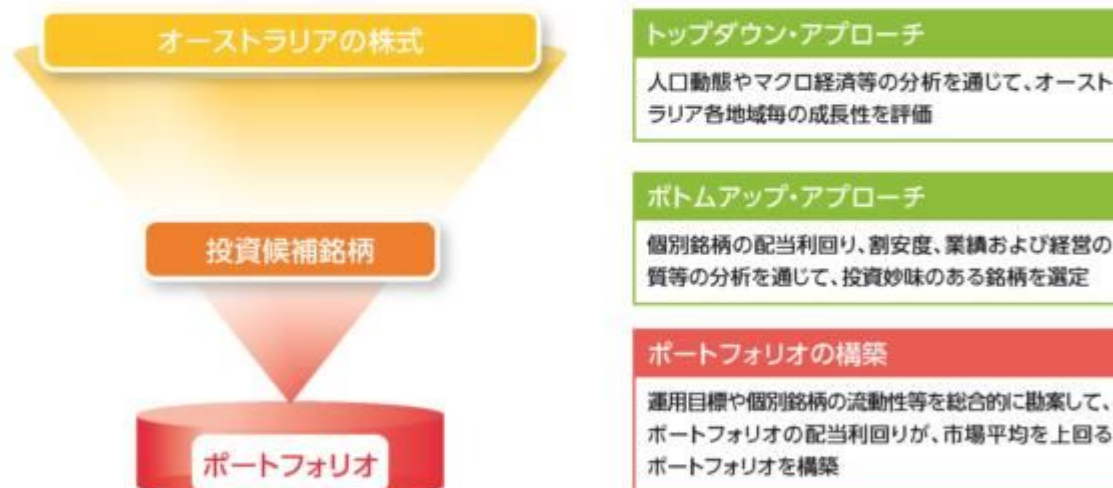 オーストラリアの株式
投資候補銘柄
ポートフォリオ
トップダウン・アプローチ
人口動態やマクロ経済等の分析を通じて、オースト
ラリア各地域毎の成長性を評価
ボトムアップ・アプローチ
個別銘柄の配当利回り、割安度、業績および経営の
質等の分析を通じて、投資妙味のある銘柄を選定
ポートフォリオの構築
運用目標や個別銘柄の流動性等を総合的に勘案して、
ポートフォリオの配当利回りが、市場平均を上回る
ポートフォリオを構築